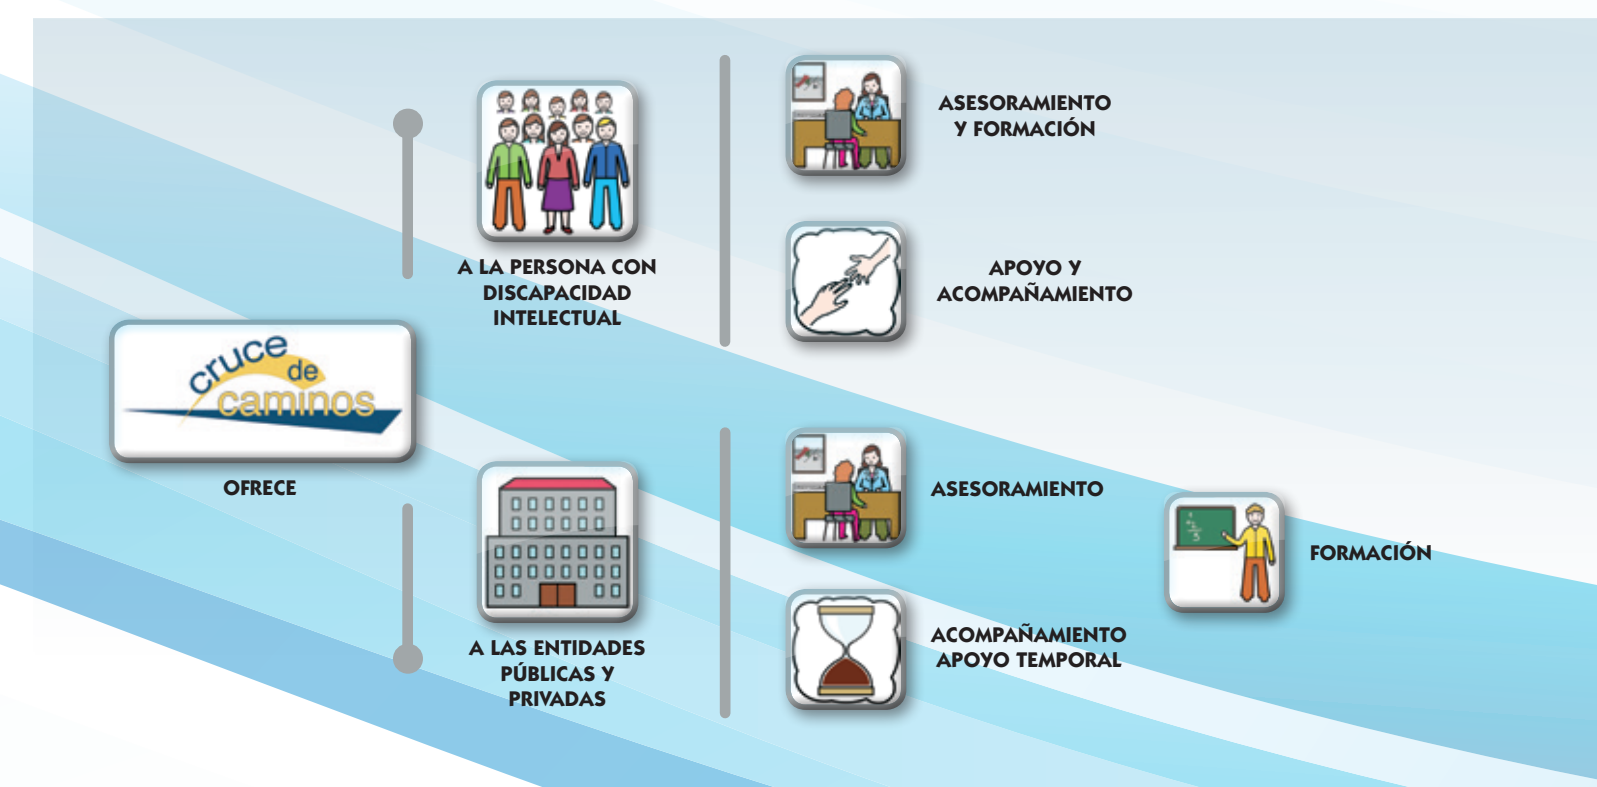 cruce
de
caminos
OFRECE
A LA PERSONA CON
DISCAPACIDAD
INTELECTUAL
ASESORAMIENTO
Y FORMACIÓN
APOYO Y
ACOMPAÑAMIENTO
A LAS ENTIDADES
PÚBLICAS Y
PRIVADAS
ASESORAMIENTO
ACOMPAÑAMIENTO
APOYO TEMPORAL
FORMACIÓN